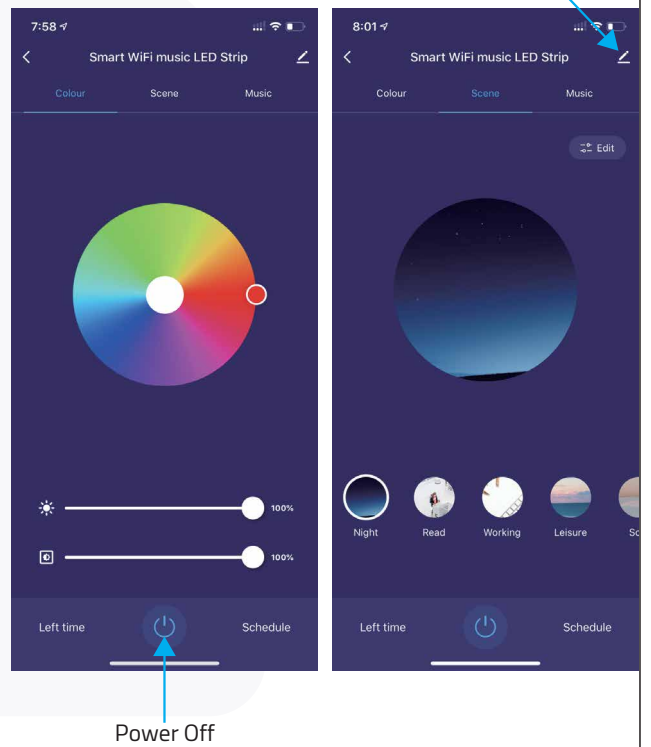 7:58
Smart WiFi music LED Strip
Colour Scene Music
100%
100%
Left time Schedule
Power Off
8:01
Smart WiFi music LED Strip
Colour Scene Music
Edit
Night Read Working Leisure
Left time Schedule